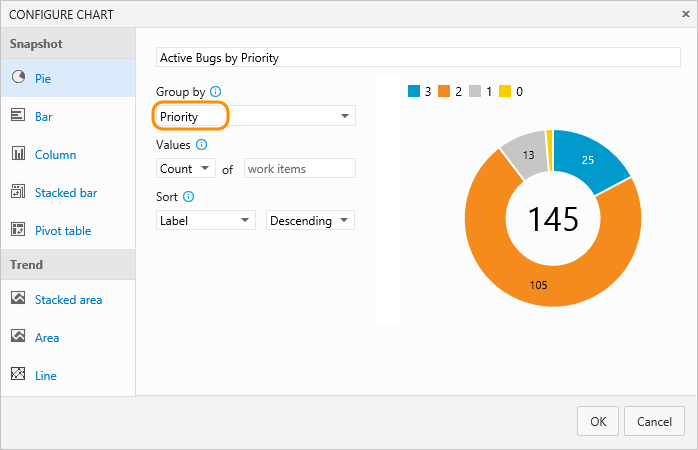 CONFIGURE CHART
Snapshot
Pie
Bar
Column
Stacked bar
Pivot table
Trend
Stacked area
Area
Line
Active Bugs by Priority
Group by
Priority
Values
Count of work items
Sort
Label Descending
3 2 1 0
13 25
145
105
OK Cancel